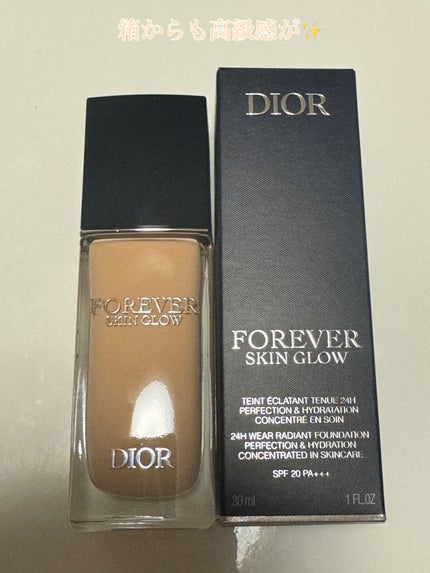 箱からも高級感が✨
FOREVER
SKIN GLOW
DIOR
DIOR
FOREVER
SKIN GLOW
TEINT ÉCLATANT TENUE 24H
PERFECTION & HYDRATATION
CONCENTRÉ EN SOIN
24H WEAR RADIANT FOUNDATION
PERFECTION & HYDRATION
CONCENTRATED IN SKINCARE
SPF 20 PA+++
30 ml 1 FL.OZ